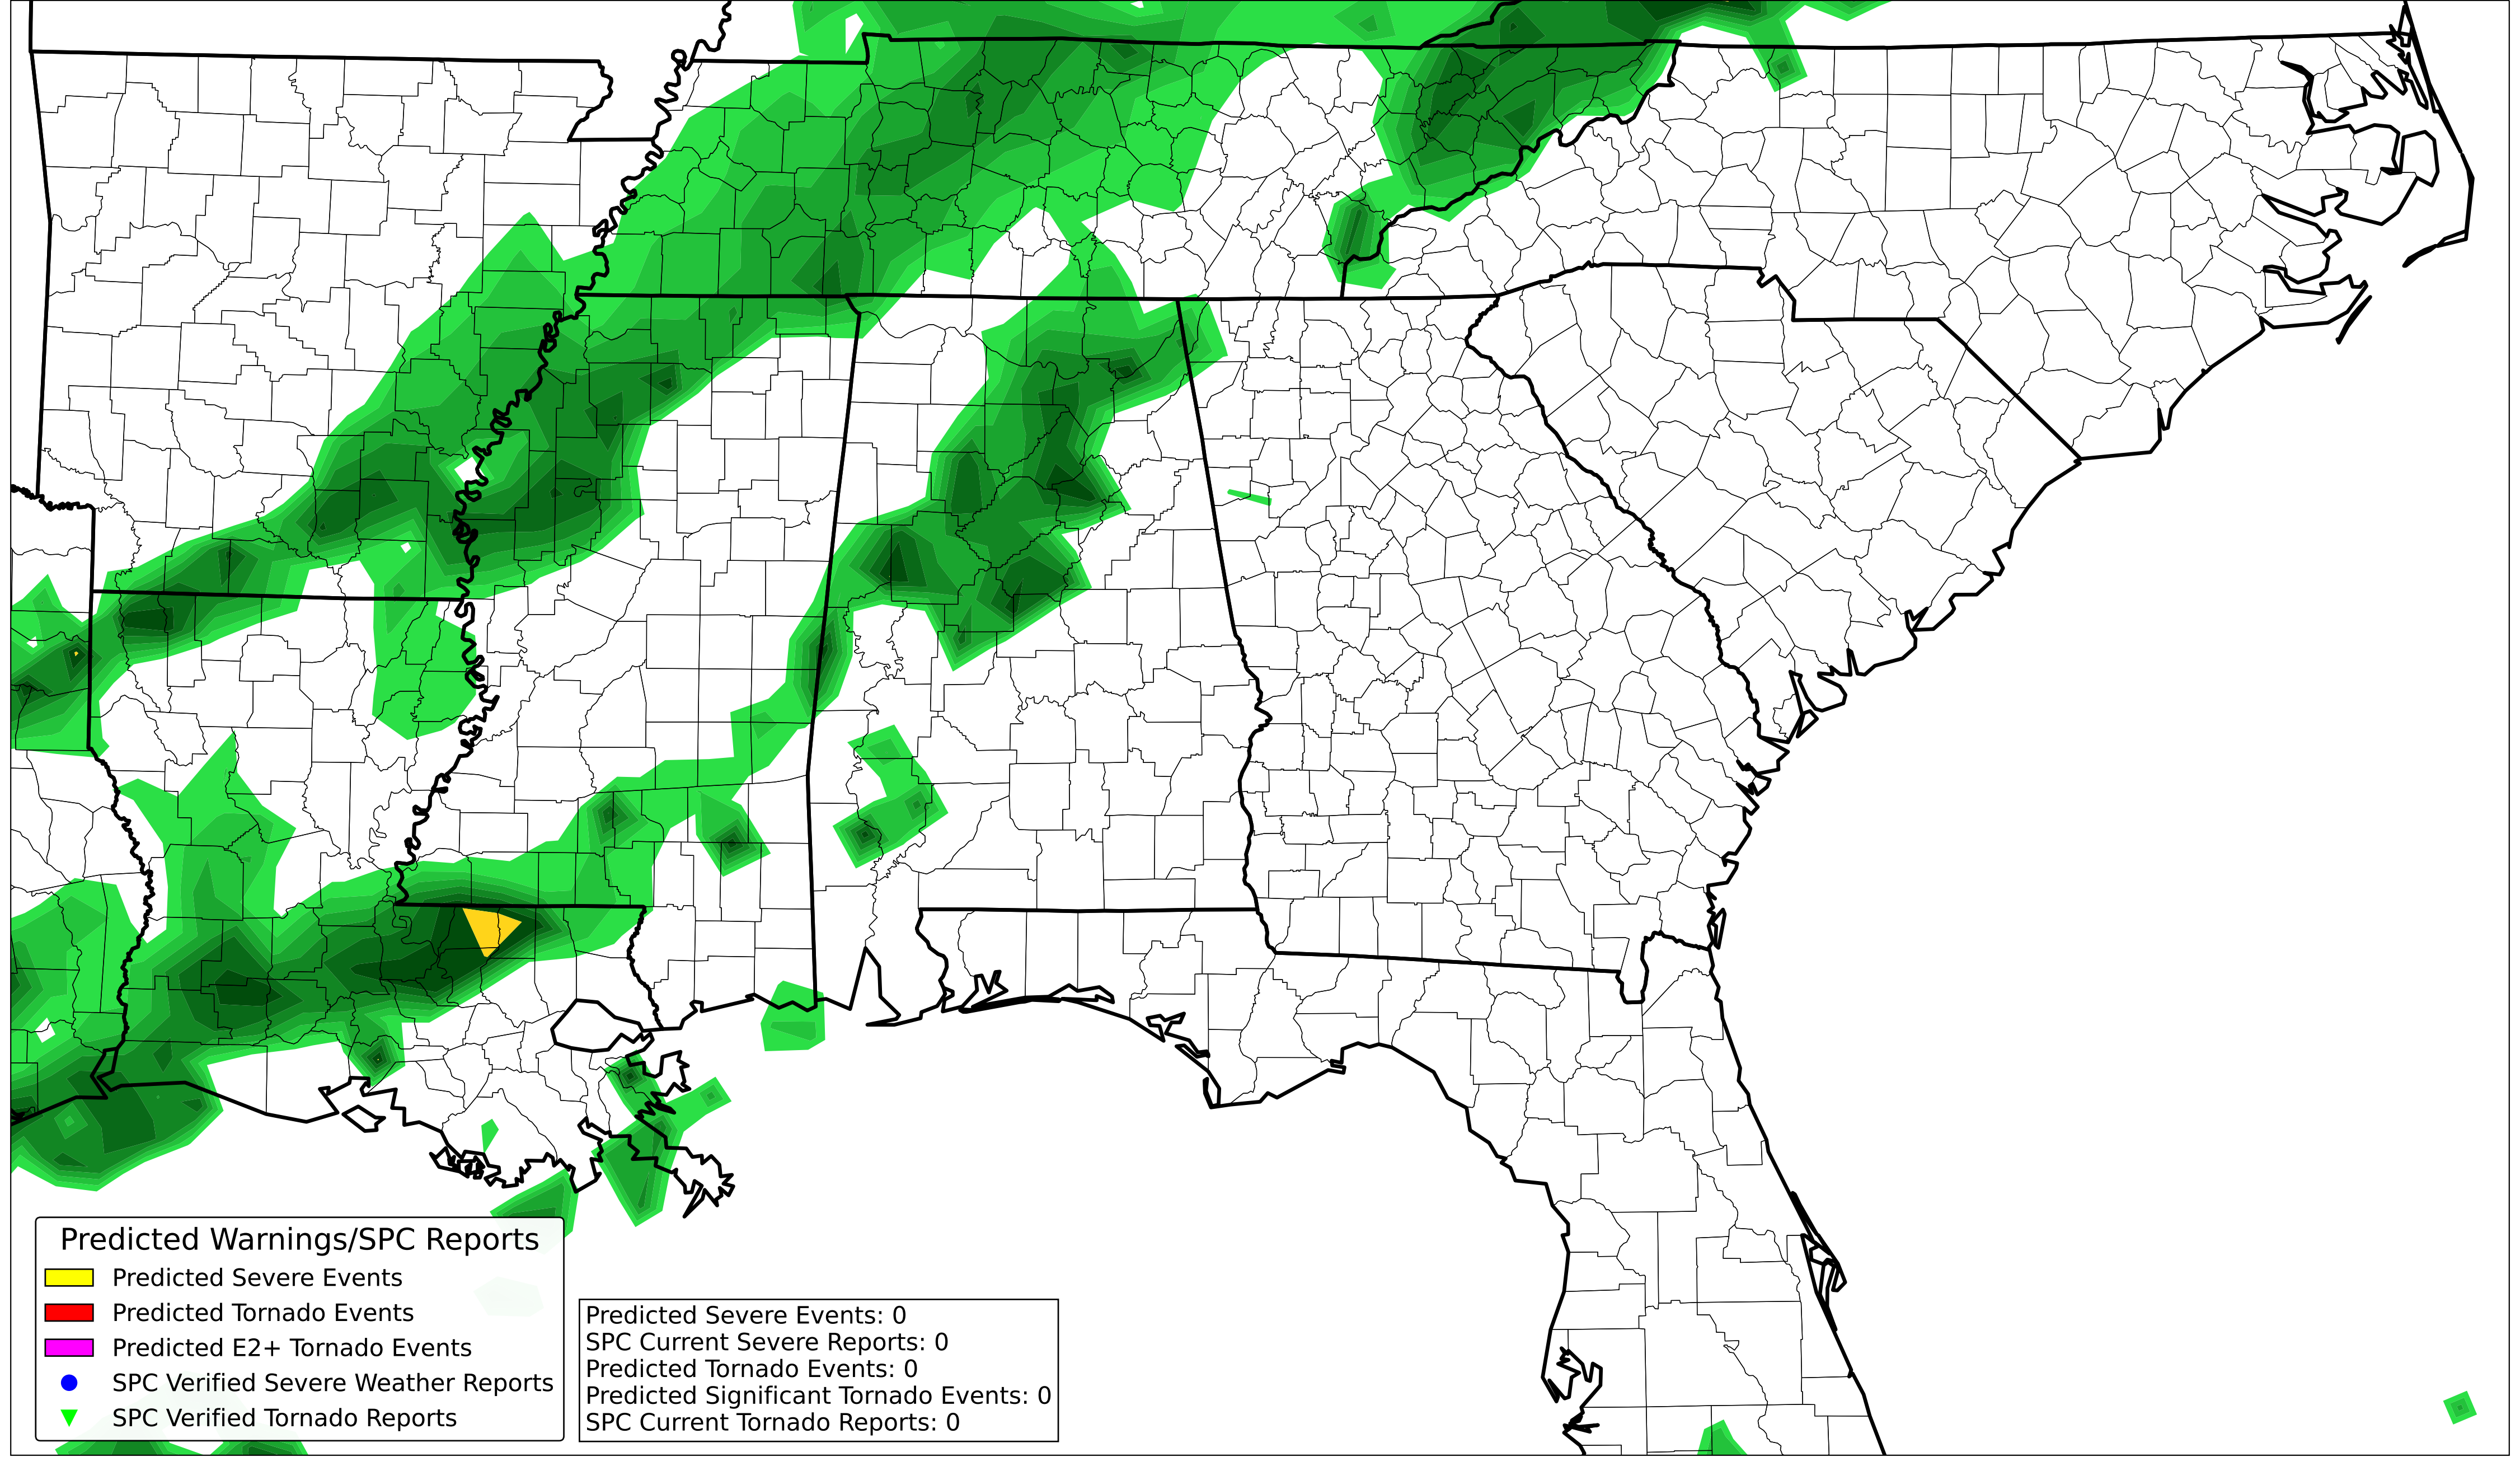 Predicted Warnings/SPC Reports
Predicted Severe Events
Predicted Tornado Events
Predicted E2+ Tornado Events
SPC Verified Severe Weather Reports
SPC Verified Tornado Reports
Predicted Severe Events: 0
SPC Current Severe Reports: 0
Predicted Tornado Events: 0
Predicted Significant Tornado Events: 0
SPC Current Tornado Reports: 0